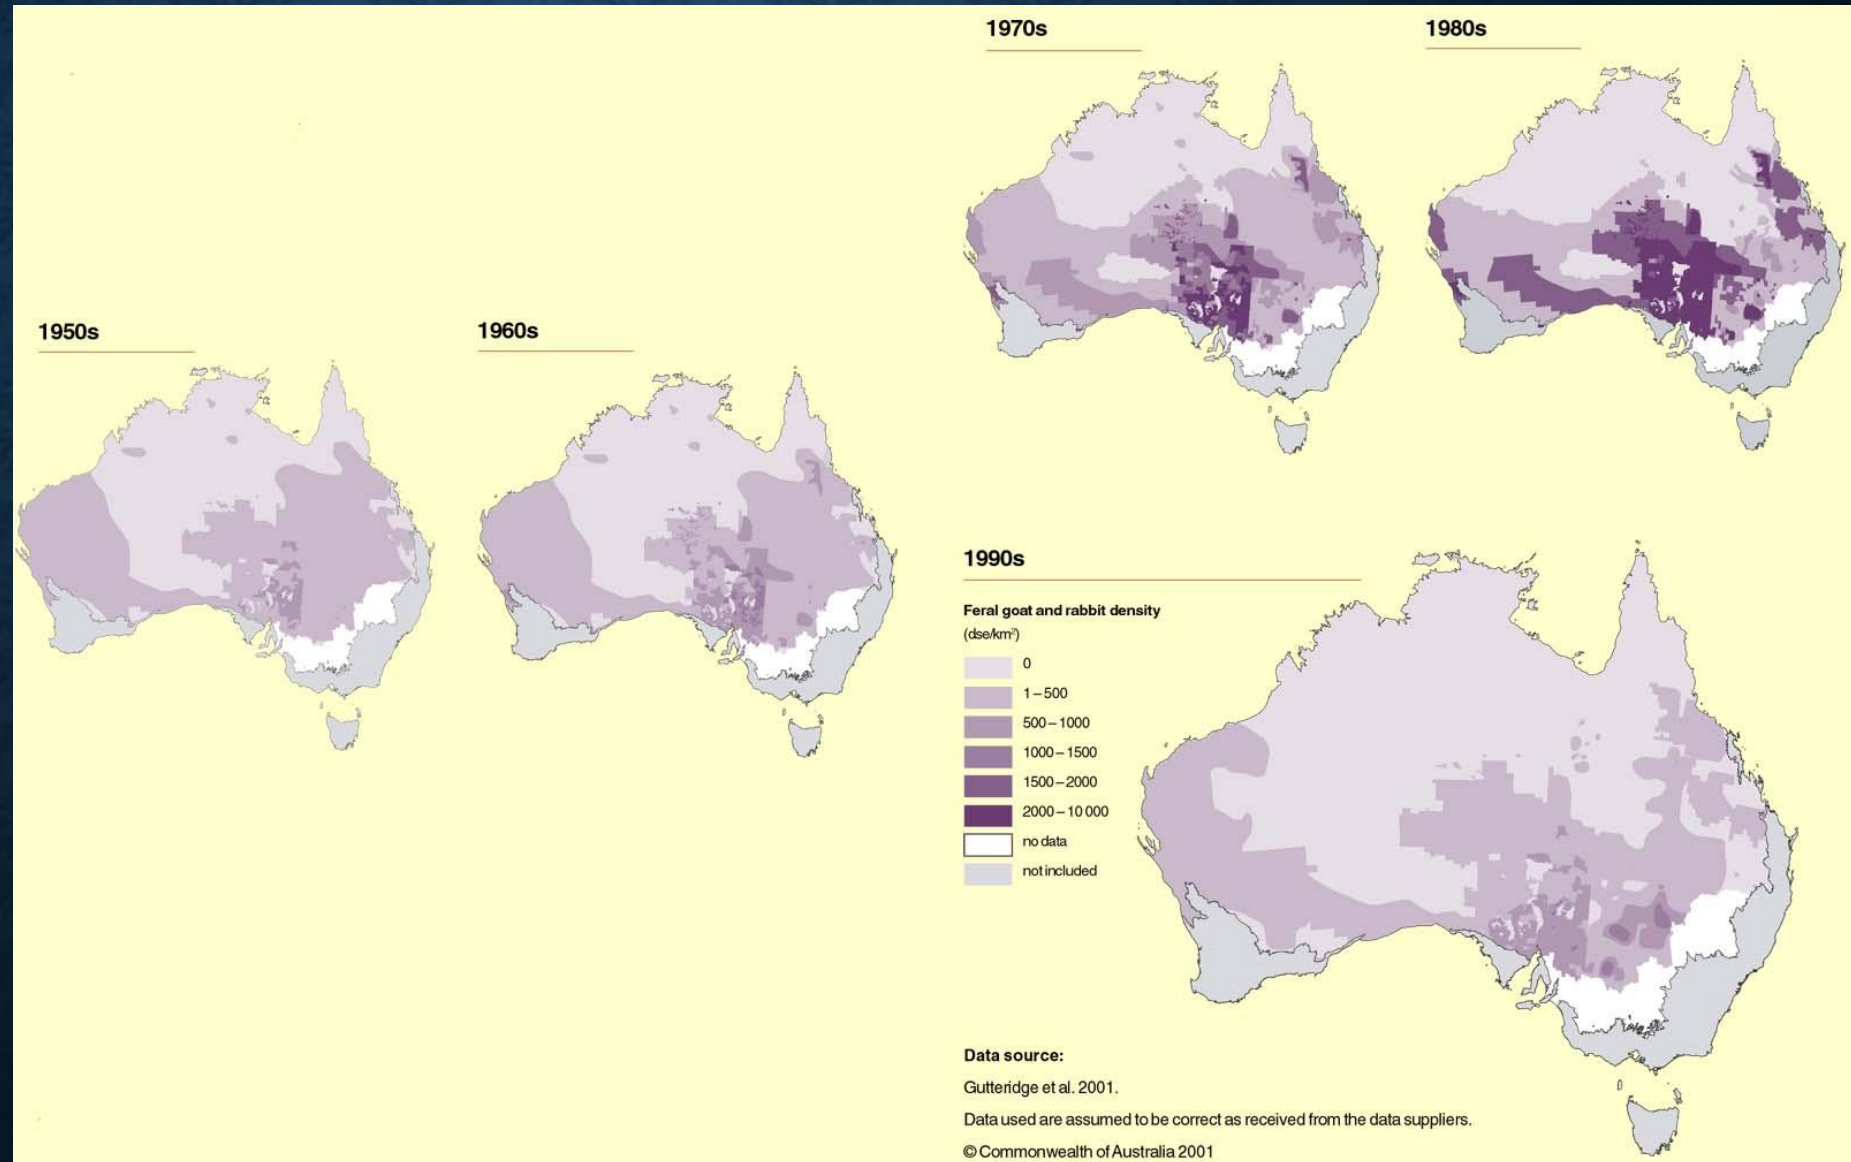 1950s
1960s
1970s
1980s
1990s
Feral goat and rabbit density
(dse/km²)
0
1–500
500–1000
1000–1500
1500–2000
2000–10 000
no data
not included
Data source:
Gutteridge et al. 2001.
Data used are assumed to be correct as received from the data suppliers.
© Commonwealth of Australia 2001